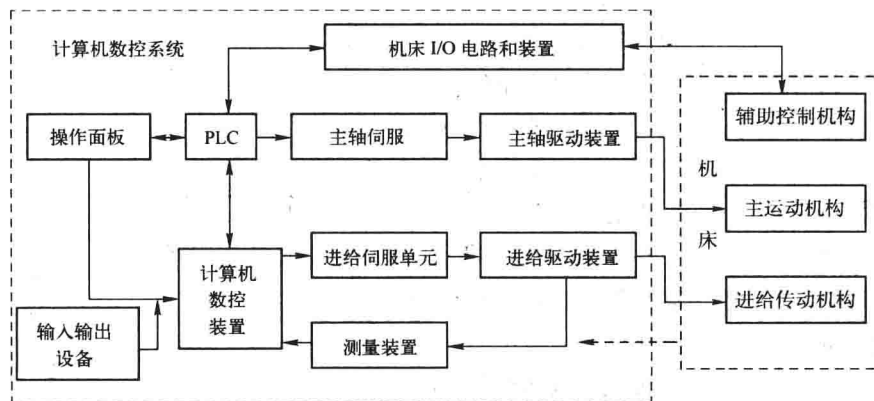 计算机数控系统
机床 I/O 电路和装置
操作面板
PLC
主轴伺服
主轴驱动装置
辅助控制机构
机
床
主运动机构
计算机
数控
装置
进给伺服单元
进给驱动装置
进给传动机构
输入输出
设备
测量装置